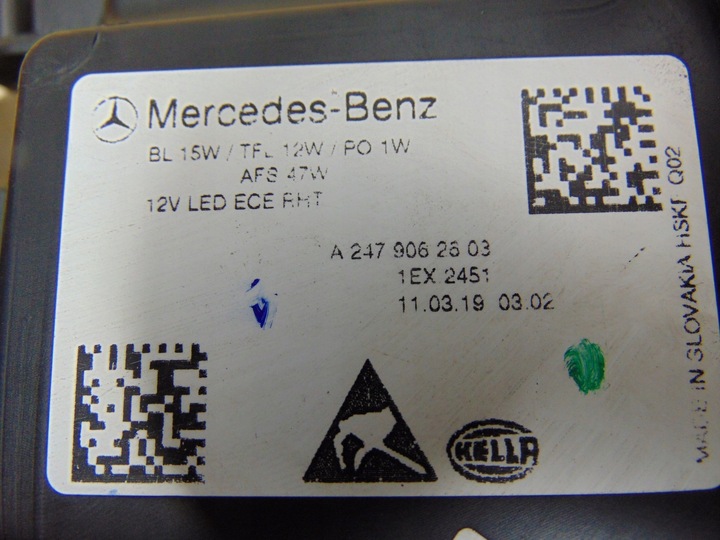 Mercedes-Benz
BL 15W / TFL 12W / PO 1W
AFS 47W
12V LED ECE RHT
A 247 906 26 03
1EX 2451
11.03.19 03.02
HELLA
MADE IN SLOVAKIA HSKF Q02